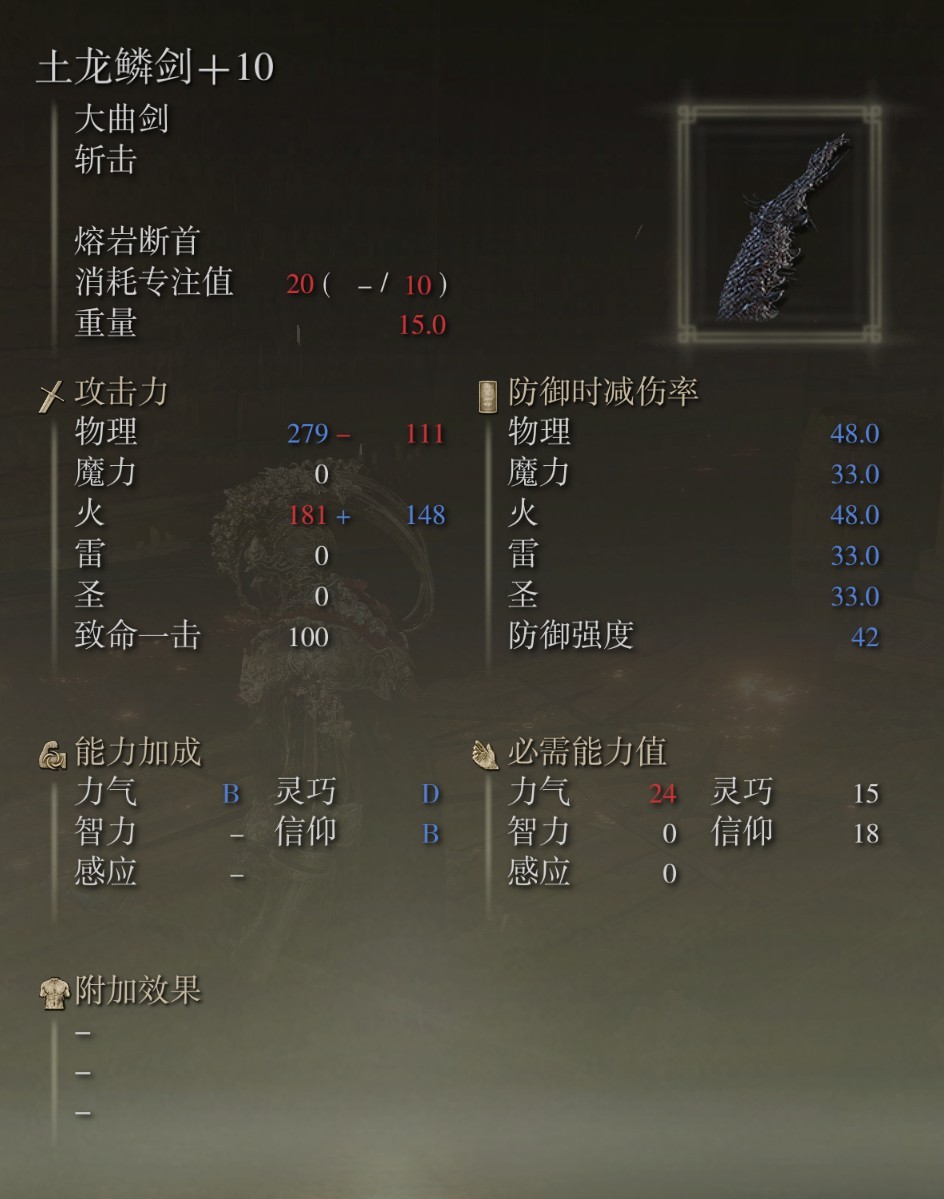 土龙鳞剑+10
大曲剑
斩击
熔岩断首
消耗专注值 20 ( – / 10 )
重量 15.0
攻击力
物理 279 – 111
魔力 0
火 181 + 148
雷 0
圣 0
致命一击 100
防御时减伤率
物理 48.0
魔力 33.0
火 48.0
雷 33.0
圣 33.0
防御强度 42
能力加成
力气 B 灵巧 D
智力 – 信仰 B
感应 –
必需能力值
力气 24 灵巧 15
智力 0 信仰 18
感应 0
附加效果
–
–
–